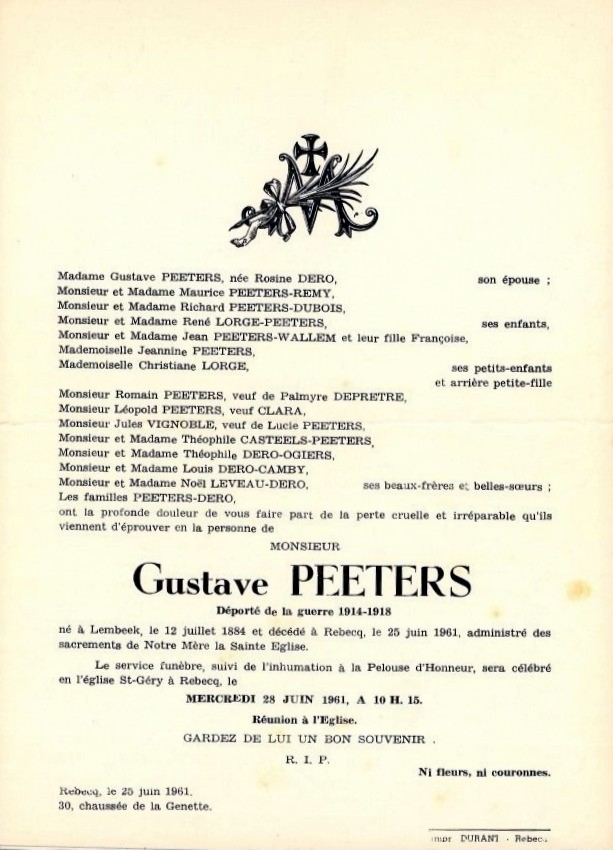 Madame Gustave PEETERS, née Rosine DERO, son épouse ;
Monsieur et Madame Maurice PEETERS-REMY,
Monsieur et Madame Richard PEETERS-DUBOIS,
Monsieur et Madame René LORGE-PEETERS, ses enfants,
Monsieur et Madame Jean PEETERS-WALLEM et leur fille Françoise,
Mademoiselle Jeannine PEETERS,
Mademoiselle Christiane LORGE, ses petits-enfants
et arrière petite-fille
Monsieur Romain PEETERS, veuf de Palmyre DEPRETRE,
Monsieur Léopold PEETERS, veuf CLARA,
Monsieur Jules VIGNOBLE, veuf de Lucie PEETERS,
Monsieur et Madame Théophile CASTEELS-PEETERS,
Monsieur et Madame Théophile DERO-OGIERS,
Monsieur et Madame Louis DERO-CAMBY,
Monsieur et Madame Noël LEVEAU-DERO, ses beaux-frères et belles-sœurs ;
Les familles PEETERS-DERO,
ont la profonde douleur de vous faire part de la perte cruelle et irréparable qu'ils
viennent d'éprouver en la personne de
MONSIEUR
Gustave PEETERS
Déporté de la guerre 1914-1918
né à Lembeek, le 12 juillet 1884 et décédé à Rebecq, le 25 juin 1961, administré des
sacrements de Notre Mère la Sainte Eglise.
Le service funèbre, suivi de l'inhumation à la Pelouse d'Honneur, sera célébré
en l'église St-Géry à Rebecq, le
MERCREDI 28 JUIN 1961, A 10 H. 15.
Réunion à l'Eglise.
GARDEZ DE LUI UN BON SOUVENIR .
R. I. P.
Ni fleurs, ni couronnes.
Rebecq, le 25 juin 1961.
30, chaussée de la Genette.
Impr DURANT - Rebec.